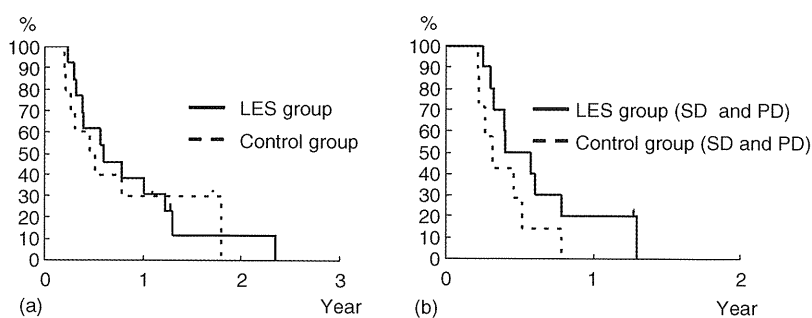 %
100
90
80
70
60
50
40
30
20
10
0
0 1 2 3
Year
LES group
Control group
(a)
%
100
90
80
70
60
50
40
30
20
10
0
0 1 2
Year
LES group (SD and PD)
Control group (SD and PD)
(b)